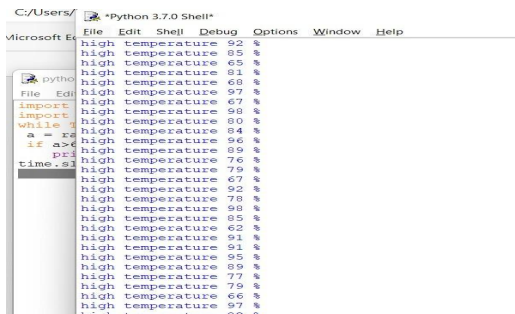 C:/Users/
*Python 3.7.0 Shell*
File Edit Shell Debug Options Window Help
Microsoft
high temperature 92 %
high temperature 85 %
high temperature 65 %
high temperature 81 %
high temperature 68 %
high temperature 97 %
high temperature 67 %
high temperature 98 %
high temperature 80 %
high temperature 84 %
high temperature 96 %
high temperature 89 %
high temperature 76 %
high temperature 79 %
high temperature 67 %
high temperature 92 %
high temperature 78 %
high temperature 98 %
high temperature 85 %
high temperature 62 %
high temperature 91 %
high temperature 91 %
high temperature 95 %
high temperature 89 %
high temperature 77 %
high temperature 79 %
high temperature 66 %
high temperature 97 %
pytho
File Edi
import
import
while T
a = ra
if a>6
pri
time.sl